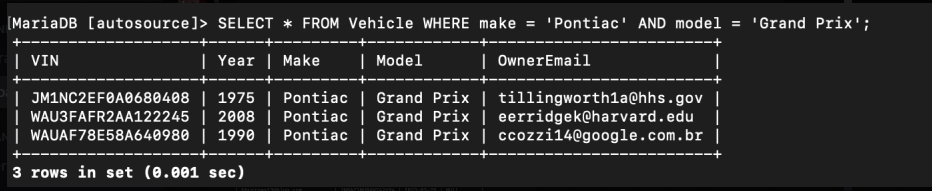 [MariaDB [autosource]> SELECT * FROM Vehicle WHERE make = 'Pontiac' AND model = 'Grand Prix';
+-------------------+------+---------+------------+------------------------+
| VIN               | Year | Make    | Model      | OwnerEmail             |
+-------------------+------+---------+------------+------------------------+
| JM1NC2EF0A0680408 | 1975 | Pontiac | Grand Prix | tillingworth1a@hhs.gov |
| WAU3FAFR2AA122245 | 2008 | Pontiac | Grand Prix | eerridgek@harvard.edu  |
| WAUAF78E58A640980 | 1990 | Pontiac | Grand Prix | ccozzi14@google.com.br |
+-------------------+------+---------+------------+------------------------+
3 rows in set (0.001 sec)